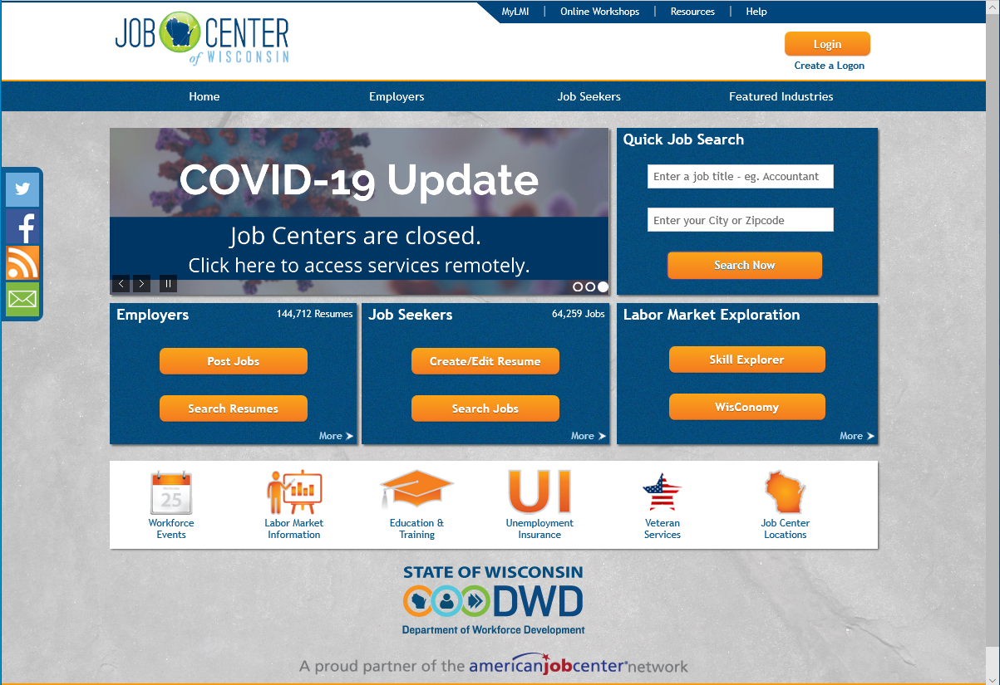 MyLMI | Online Workshops | Resources | Help
JOB CENTER
of WISCONSIN
Login
Create a Logon
Home Employers Job Seekers Featured Industries
COVID-19 Update
Job Centers are closed.
Click here to access services remotely.
Quick Job Search
Enter a job title - eg. Accountant
Enter your City or Zipcode
Search Now
Employers 144,712 Resumes
Post Jobs
Search Resumes
More
Job Seekers 64,259 Jobs
Create/Edit Resume
Search Jobs
More
Labor Market Exploration
Skill Explorer
WisConomy
More
25
Workforce
Events
Labor Market
Information
Education &
Training
UI
Unemployment
Insurance
Veteran
Services
Job Center
Locations
STATE OF WISCONSIN
DWD
Department of Workforce Development
A proud partner of the americanjobcenter® network